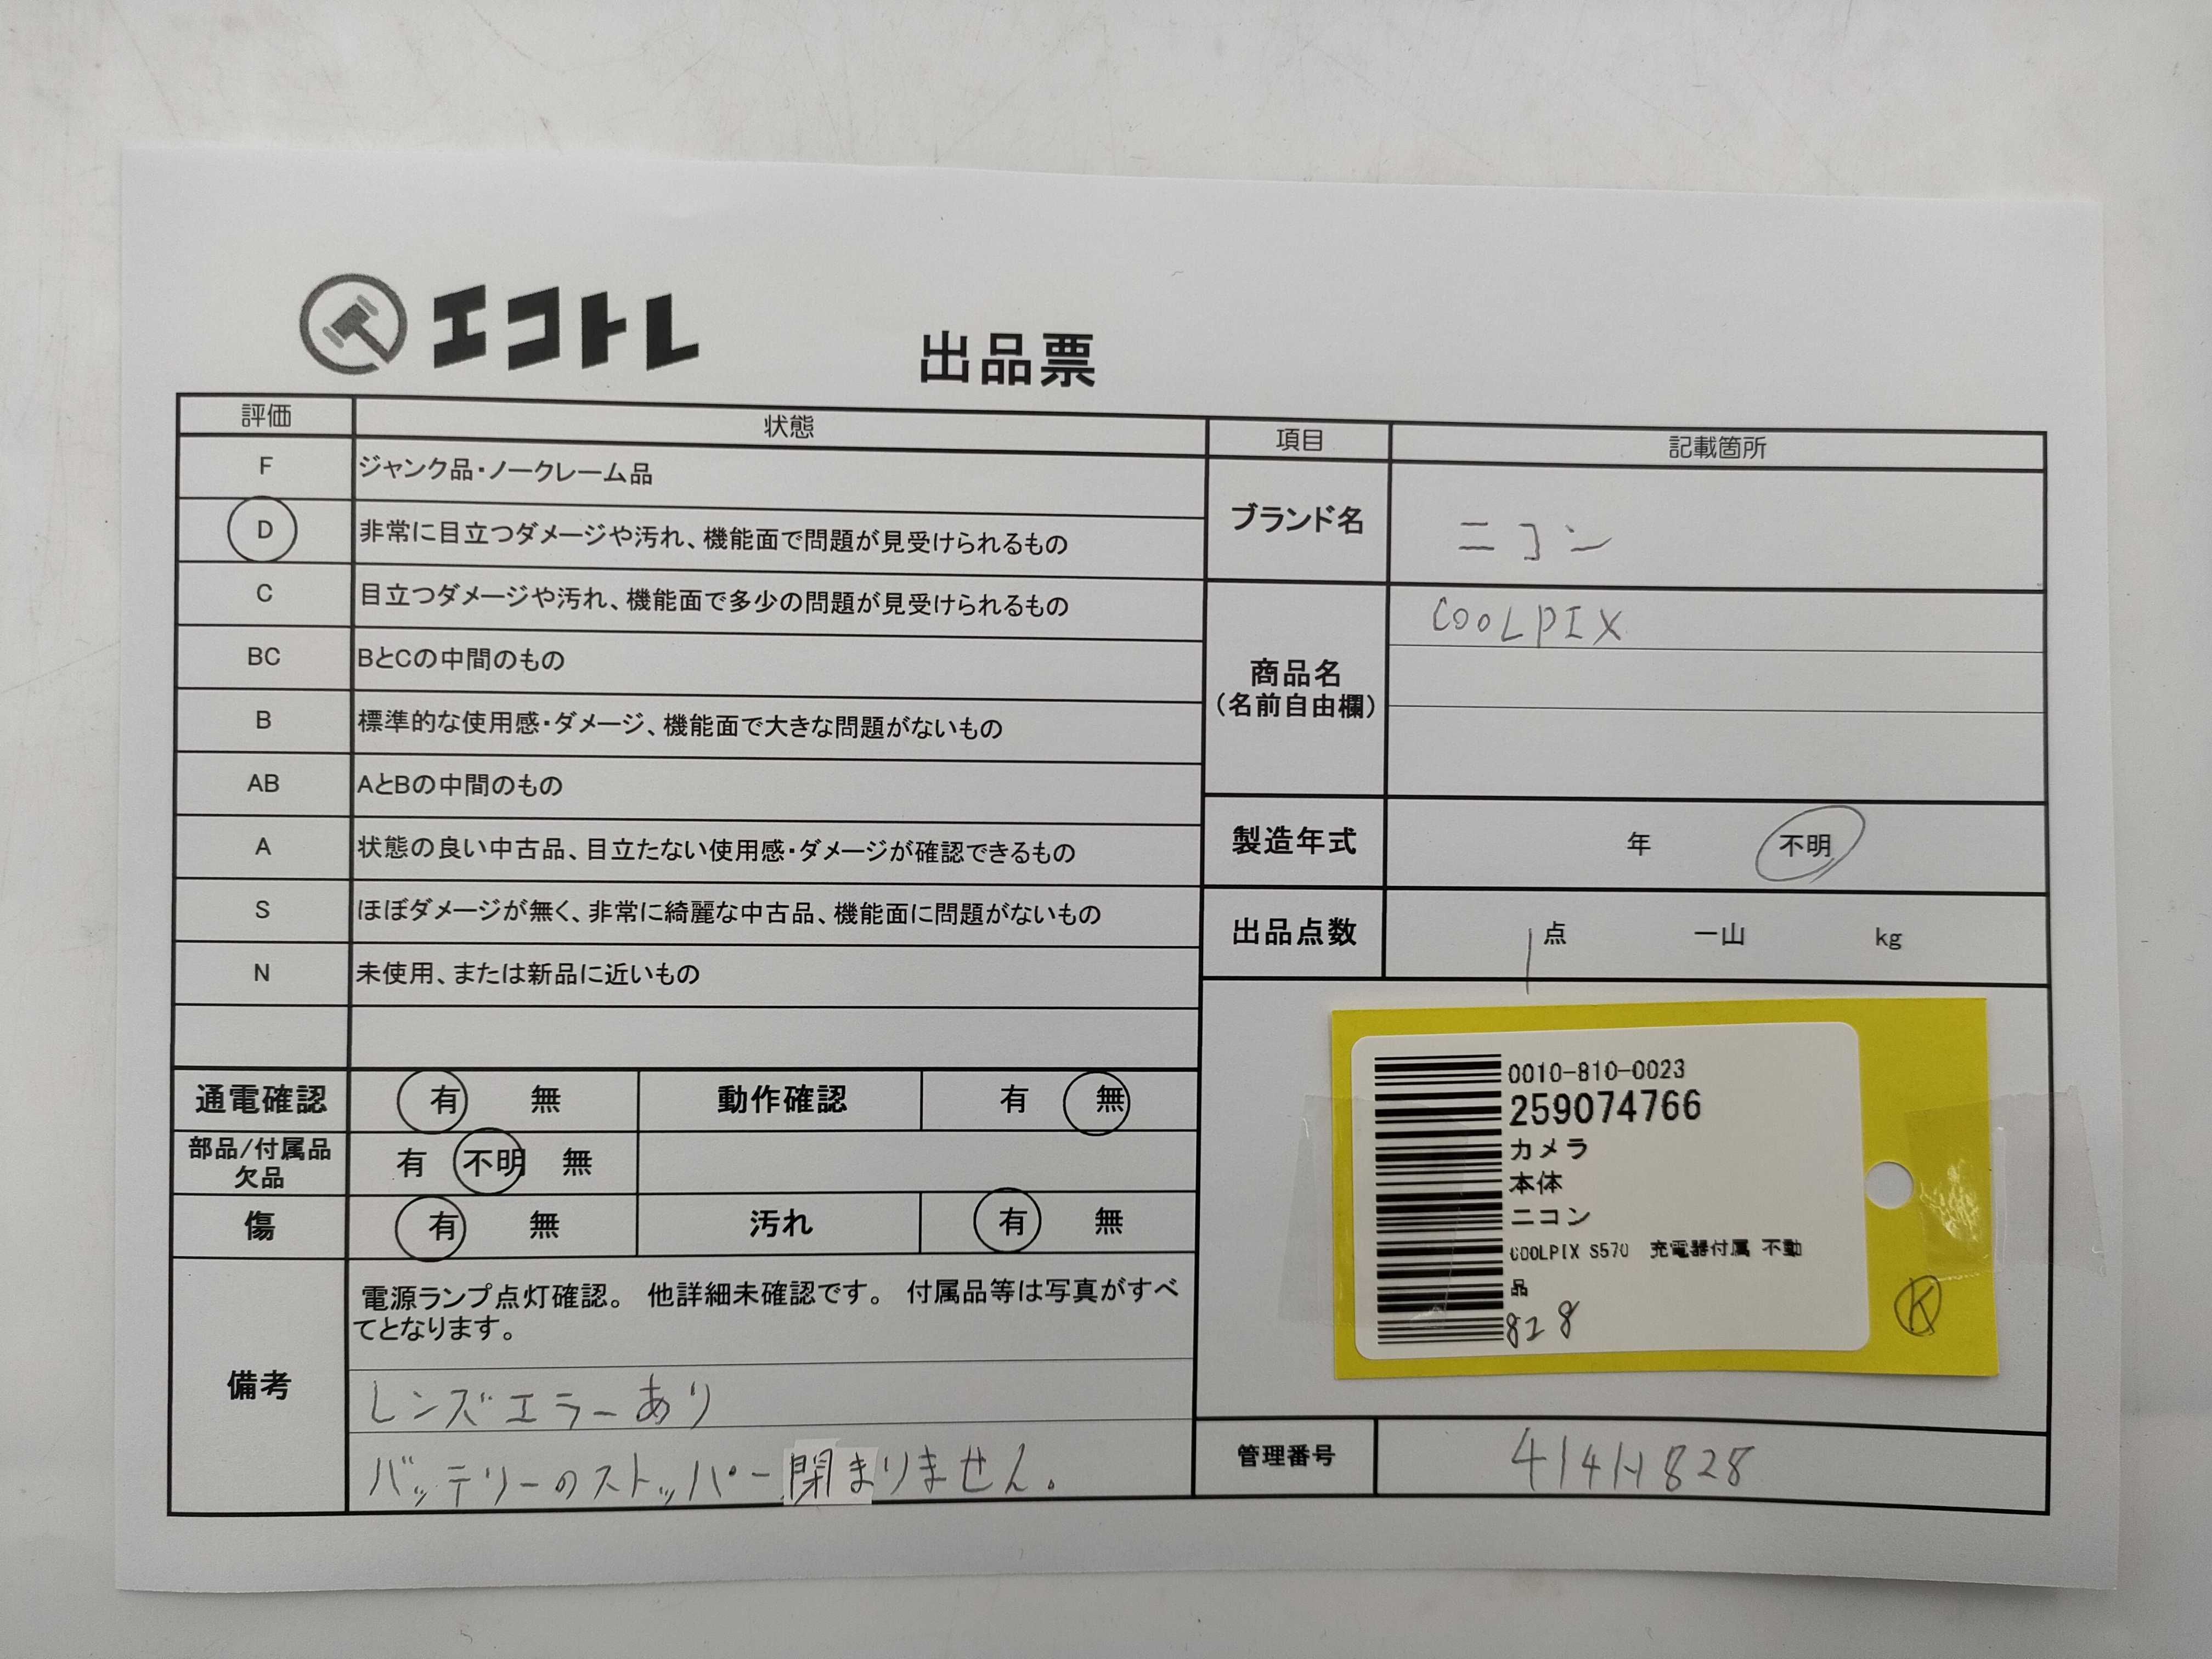 エコトレ
出品票
評価 状態
F ジャンク品・ノークレーム品
D 非常に目立つダメージや汚れ、機能面で問題が見受けられるもの
C 目立つダメージや汚れ、機能面で多少の問題が見受けられるもの
BC BとCの中間のもの
B 標準的な使用感・ダメージ、機能面で大きな問題がないもの
AB AとBの中間のもの
A 状態の良い中古品、目立たない使用感・ダメージが確認できるもの
S ほぼダメージが無く、非常に綺麗な中古品、機能面に問題がないもの
N 未使用、または新品に近いもの
通電確認 有 無 動作確認 有 無
部品/付属品
欠品 有 不明 無
傷 有 無 汚れ 有 無
備考
電源ランプ点灯確認。 他詳細未確認です。 付属品等は写真がすべ
てとなります。
レンズエラーあり
バッテリーのストッパー閉まりません。
項目 記載箇所
ブランド名 ニコン
商品名
(名前自由欄)
COOLPIX
製造年式 年 不明
出品点数 1 点 一山 kg
0010-810-0023
259074766
カメラ
本体
ニコン
COOLPIX S570 充電器付属 不動
品
828
K
管理番号 414H828